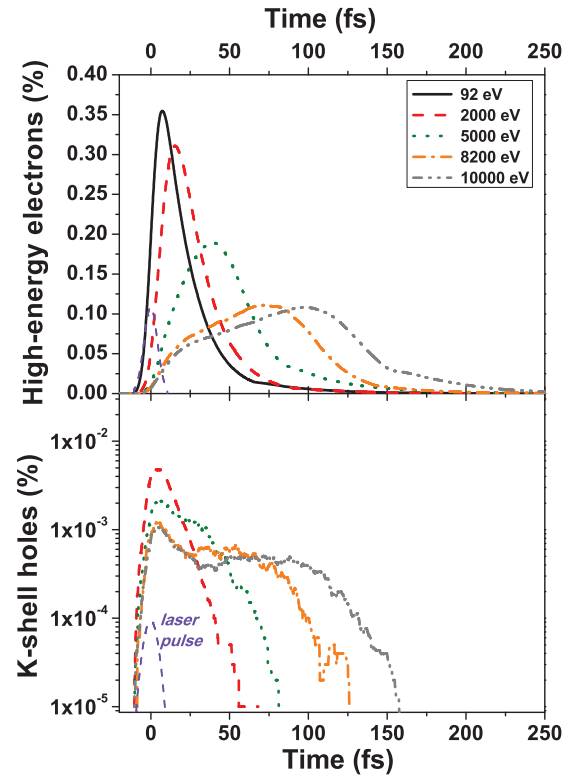 Time (fs)
0 50 100 150 200 250
High-energy electrons (%)
0.40
0.35
0.30
0.25
0.20
0.15
0.10
0.05
0.00
92 eV
2000 eV
5000 eV
8200 eV
10000 eV
K-shell holes (%)
1x10⁻²
1x10⁻³
1x10⁻⁴
1x10⁻⁵
laser
pulse
0 50 100 150 200 250
Time (fs)